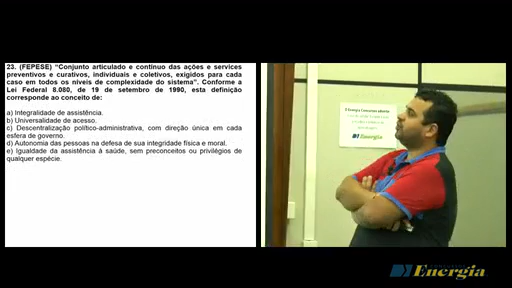 23. (FEPESE) “Conjunto articulado e continuo das ações e services
preventivos e curativos, individuais e coletivos, exigidos para cada
caso em todos os níveis de complexidade do sistema”. Conforme a
Lei Federal 8.080, de 19 de setembro de 1990, esta definição
corresponde ao conceito de:
a) Integralidade de assistência.
b) Universalidade de acesso.
c) Descentralização político-administrativa, com direção única em cada
esfera de governo.
d) Autonomia das pessoas na defesa de sua integridade física e moral.
e) Igualdade da assistência à saúde, sem preconceitos ou privilégios de
qualquer espécie.
Energia
Energia